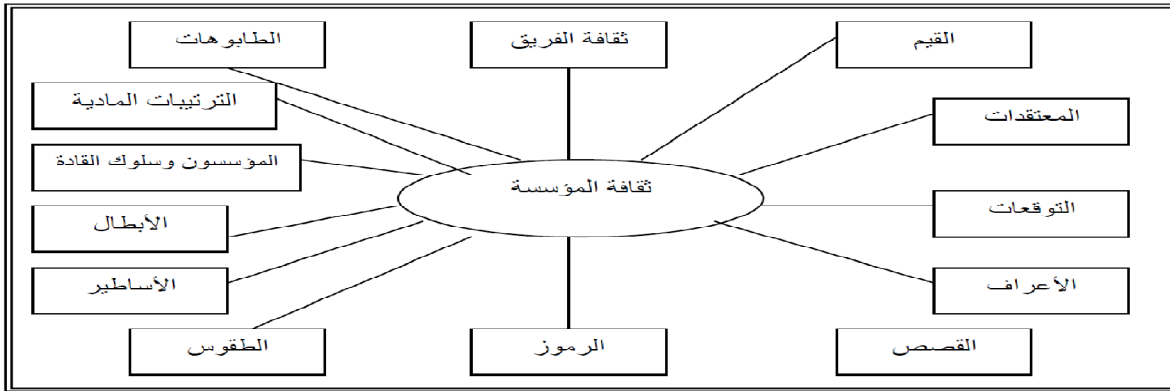 القيم
ثقافة الفريق
الطابوهات
المعتقدات
الترتيبات المادية
المؤسسون وسلوك القادة
ثقافة المؤسسة
التوقعات
الأبطال
الأعراف
الأساطير
القصص
الرموز
الطقوس